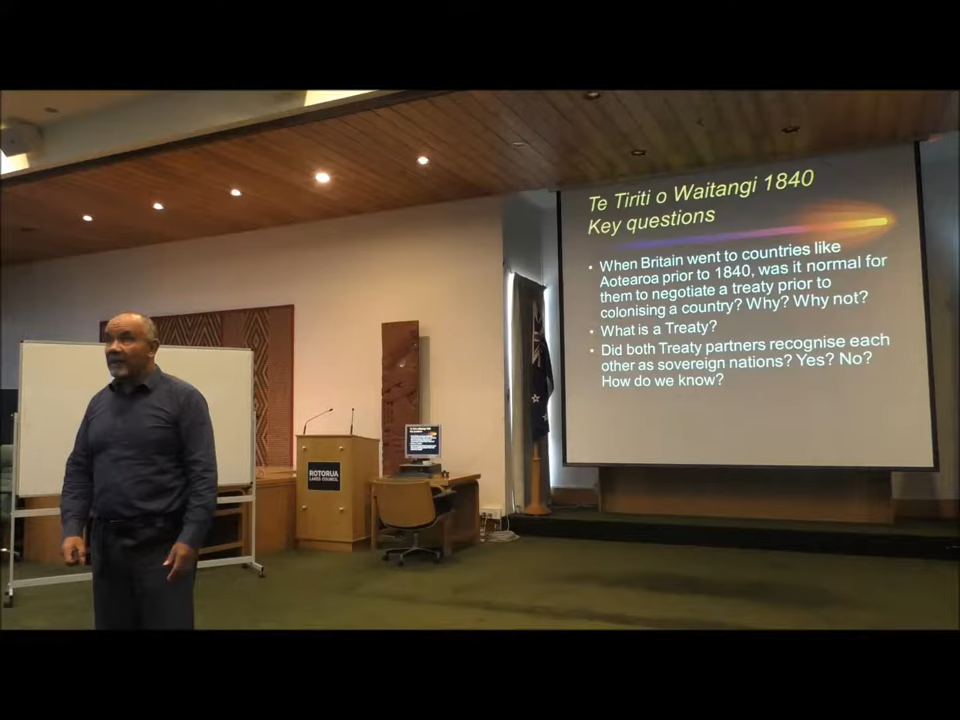 Te Tiriti o Waitangi 1840
Key questions
• When Britain went to countries like
Aotearoa prior to 1840, was it normal for
them to negotiate a treaty prior to
colonising a country? Why? Why not?
• What is a Treaty?
• Did both Treaty partners recognise each
other as sovereign nations? Yes? No?
How do we know?
ROTORUA
LAKES COUNCIL